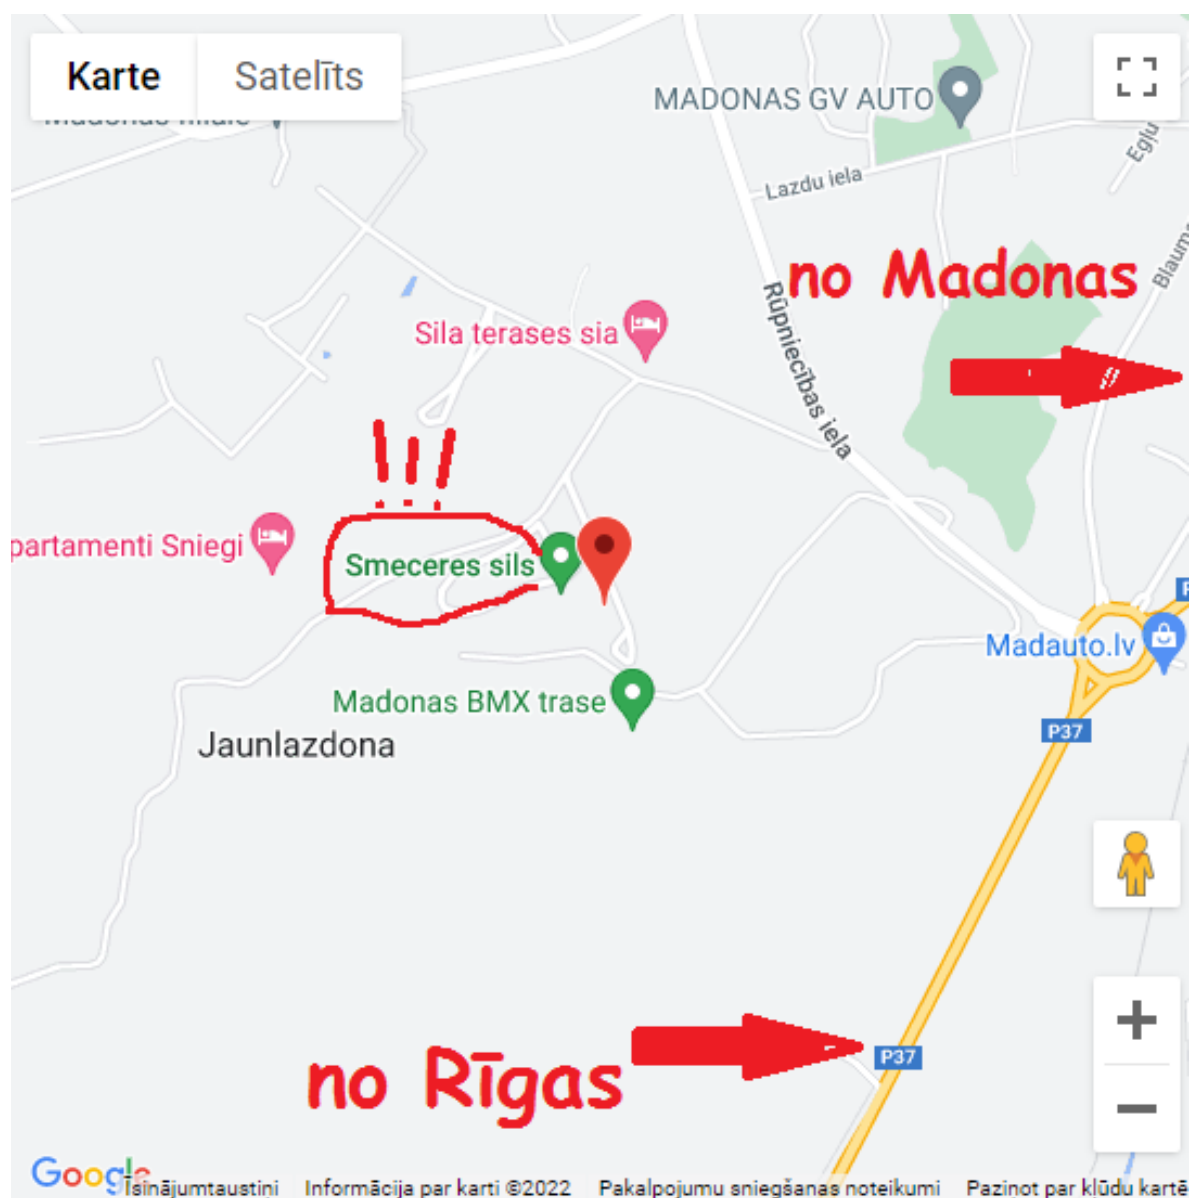 Karte Satelīts
MADONAS GV AUTO
Egļu
Lazdu iela
no Madonas
Rūpniecības iela
Sila terases sia
!!!
partamenti Sniegi
Smeceres sils
Madauto.lv
Madonas BMX trase
P37
Jaunlazdona
no Rīgas
P37
Google
Īsinājumtaustiņi Informācija par karti ©2022 Pakalpojumu sniegšanas noteikumi Paziņot par kļūdu kartē